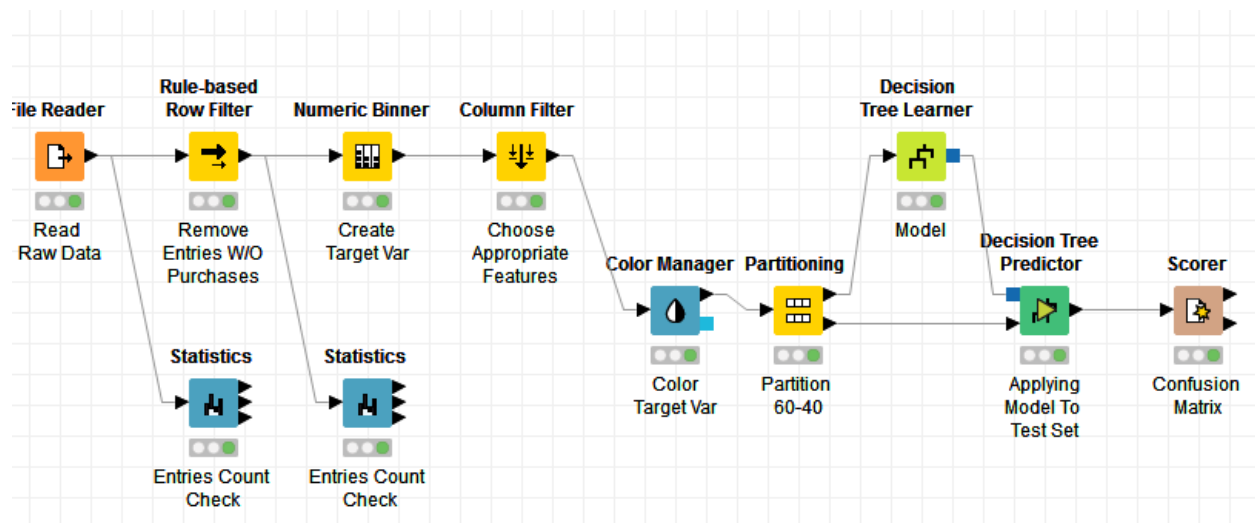 File Reader
Read
Raw Data
Rule-based
Row Filter
Remove
Entries W/O
Purchases
Numeric Binner
Create
Target Var
Column Filter
Choose
Appropriate
Features
Statistics
Entries Count
Check
Statistics
Entries Count
Check
Color Manager
Color
Target Var
Partitioning
Partition
60-40
Decision
Tree Learner
Model
Decision Tree
Predictor
Applying
Model To
Test Set
Scorer
Confusion
Matrix